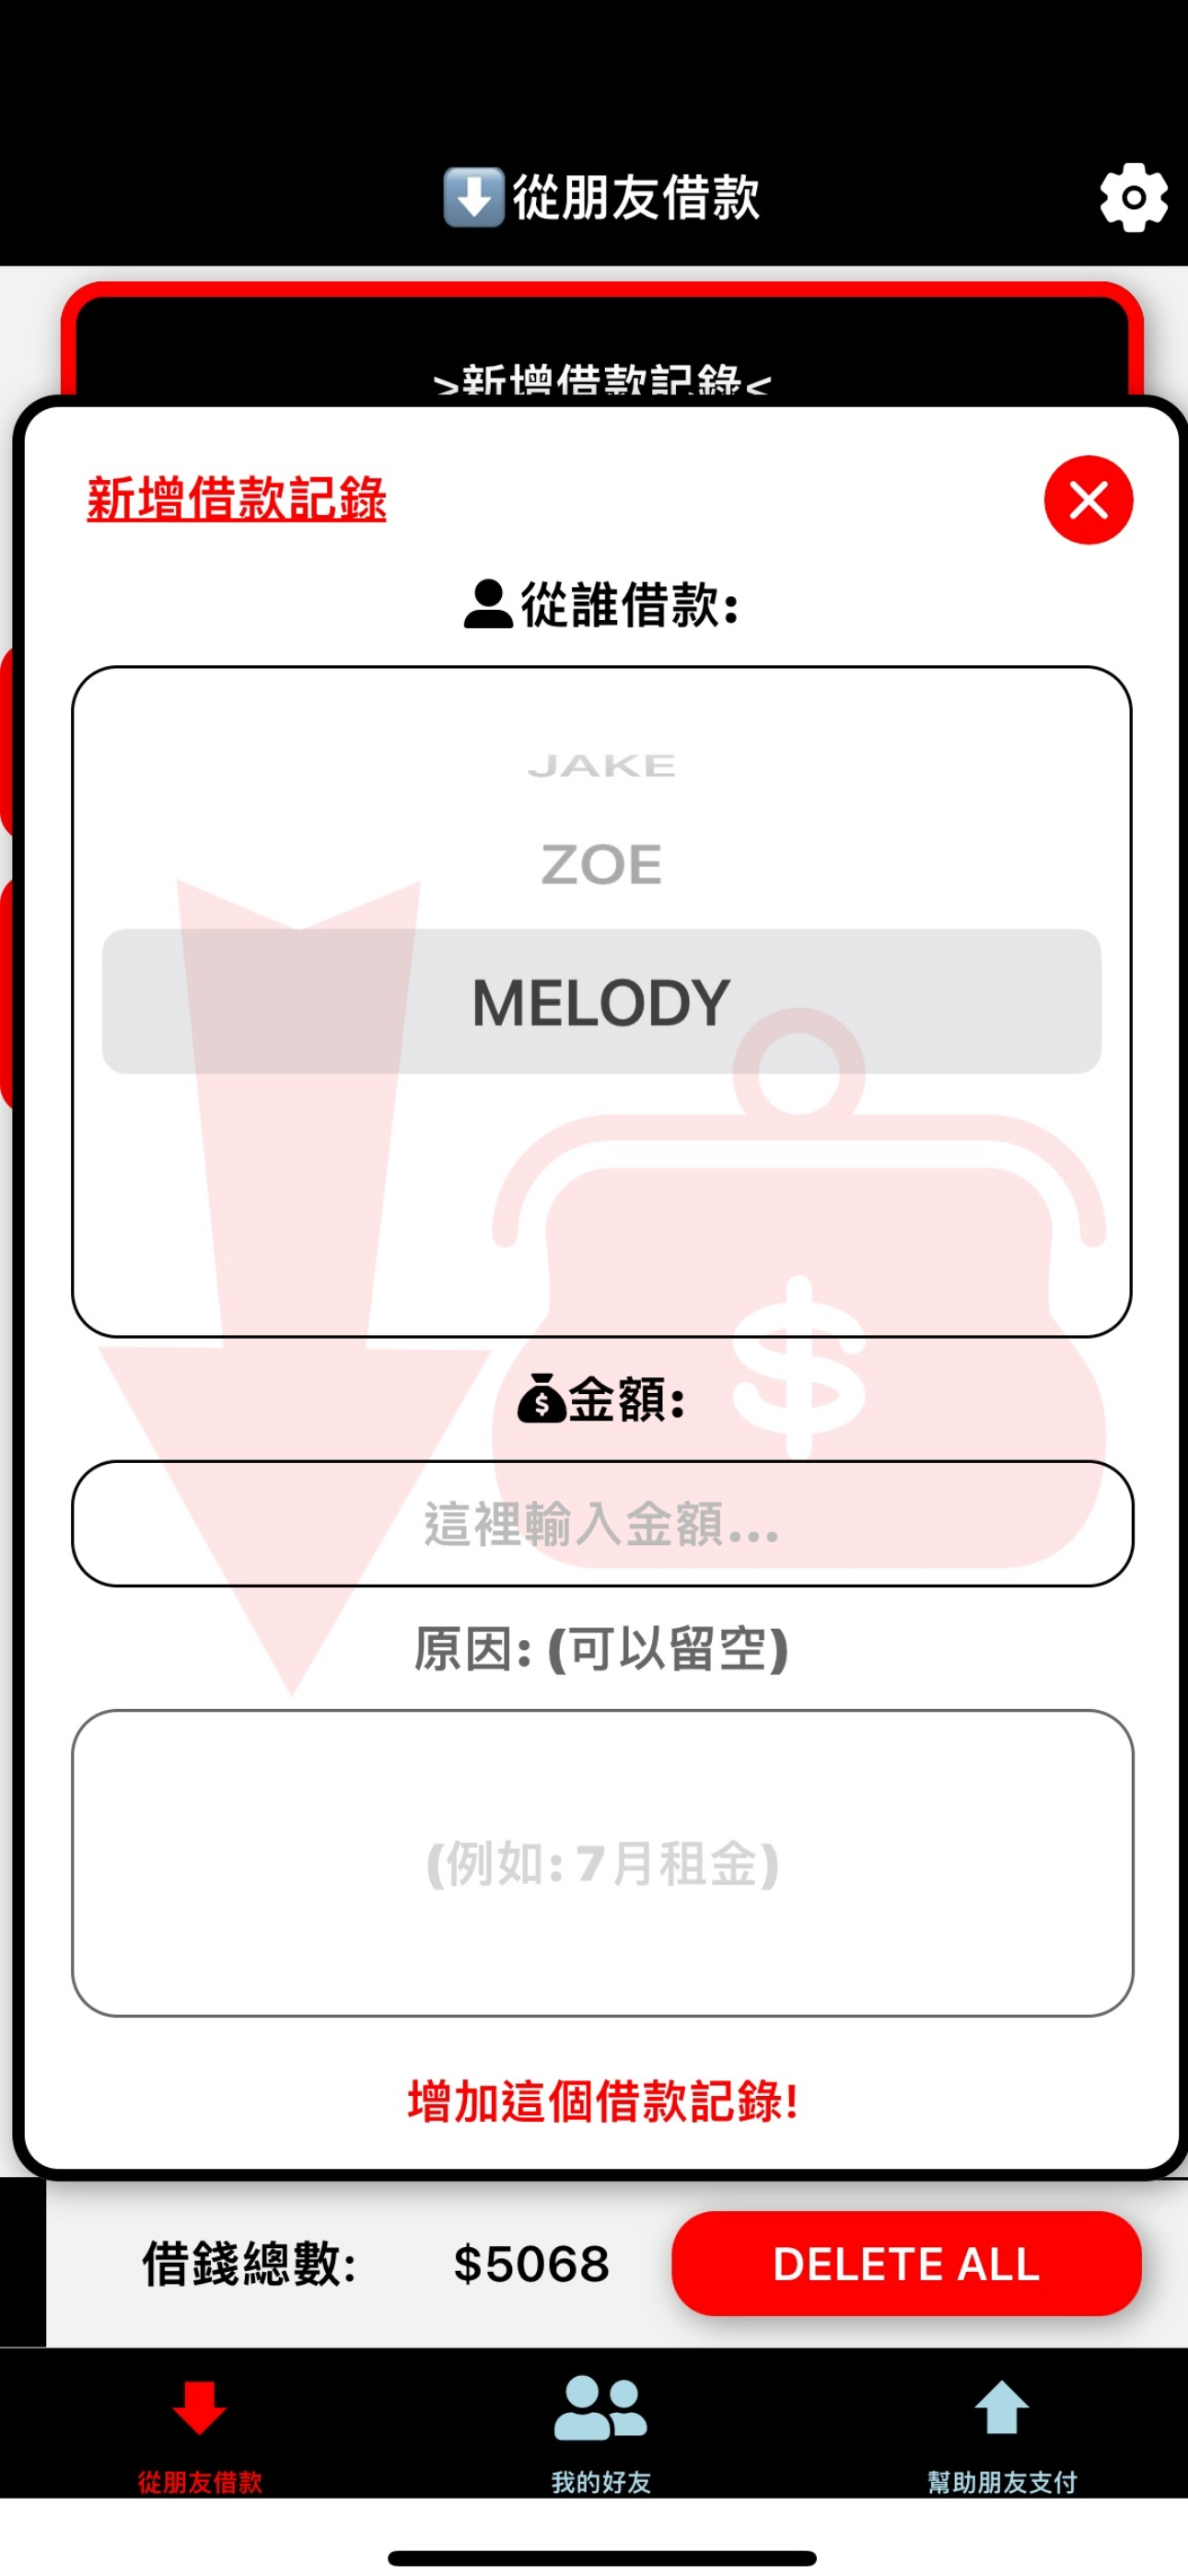 從朋友借款
>新增借款記錄<
新增借款記錄
從誰借款:
JAKE
ZOE
MELODY
金額:
這裡輸入金額...
原因: (可以留空)
(例如: 7月租金)
增加這個借款記錄!
借錢總數: $5068 DELETE ALL
從朋友借款 我的好友 幫助朋友支付